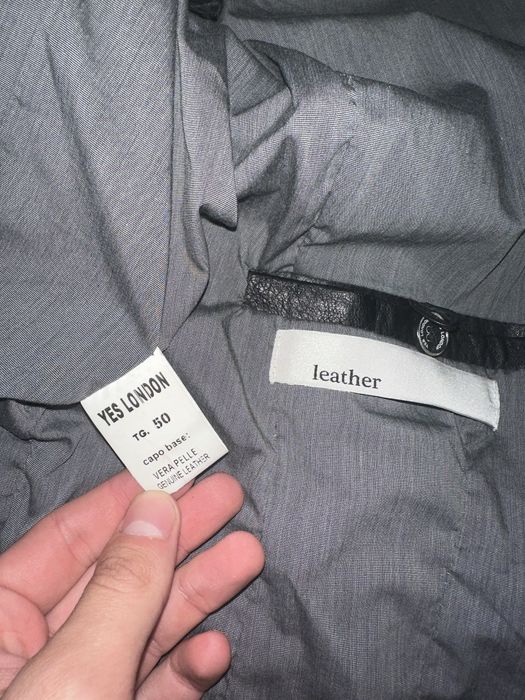 YES LONDON
TG. 50
capo base:
VERA PELLE
GENUINE LEATHER
leather